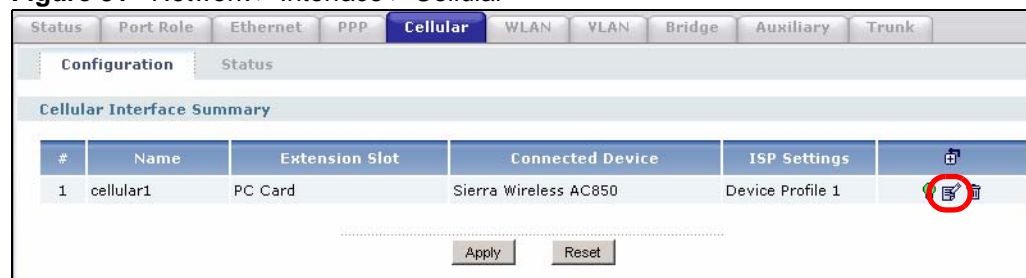 Status Port Role Ethernet PPP Cellular WLAN VLAN Bridge Auxiliary Trunk
Configuration Status
Cellular Interface Summary
# Name Extension Slot Connected Device ISP Settings
1 cellular1 PC Card Sierra Wireless AC850 Device Profile 1
Apply Reset